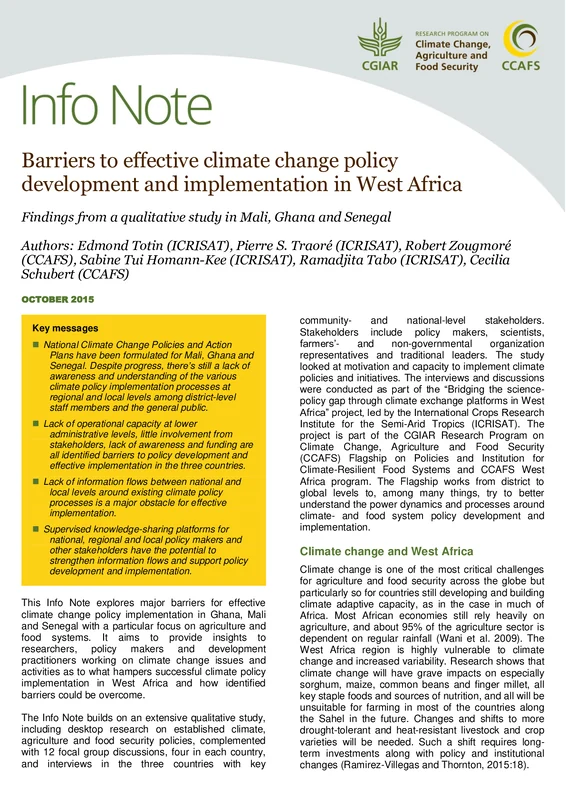 CGIAR
RESEARCH PROGRAM ON
Climate Change,
Agriculture and
Food Security
CCAFS
Info Note
Barriers to effective climate change policy
development and implementation in West Africa
Findings from a qualitative study in Mali, Ghana and Senegal
Authors: Edmond Totin (ICRISAT), Pierre S. Traoré (ICRISAT), Robert Zougmoré
(CCAFS), Sabine Tui Homann-Kee (ICRISAT), Ramadjita Tabo (ICRISAT), Cecilia
Schubert (CCAFS)
OCTOBER 2015
Key messages
■ National Climate Change Policies and Action
Plans have been formulated for Mali, Ghana and
Senegal. Despite progress, there's still a lack of
awareness and understanding of the various
climate policy implementation processes at
regional and local levels among district-level
staff members and the general public.
■ Lack of operational capacity at lower
administrative levels, little involvement from
stakeholders, lack of awareness and funding are
all identified barriers to policy development and
effective implementation in the three countries.
■ Lack of information flows between national and
local levels around existing climate policy
processes is a major obstacle for effective
implementation.
■ Supervised knowledge-sharing platforms for
national, regional and local policy makers and
other stakeholders have the potential to
strengthen information flows and support policy
development and implementation.
This Info Note explores major barriers for effective
climate change policy implementation in Ghana, Mali
and Senegal with a particular focus on agriculture and
food systems. It aims to provide insights to
researchers, policy makers and development
practitioners working on climate change issues and
activities as to what hampers successful climate policy
implementation in West Africa and how identified
barriers could be overcome.
The Info Note builds on an extensive qualitative study,
including desktop research on established climate,
agriculture and food security policies, complemented
with 12 focal group discussions, four in each country,
and interviews in the three countries with key
community- and national-level stakeholders.
Stakeholders include policy makers, scientists,
farmers'- and non-governmental organization
representatives and traditional leaders. The study
looked at motivation and capacity to implement climate
policies and initiatives. The interviews and discussions
were conducted as part of the "Bridging the science-
policy gap through climate exchange platforms in West
Africa" project, led by the International Crops Research
Institute for the Semi-Arid Tropics (ICRISAT). The
project is part of the CGIAR Research Program on
Climate Change, Agriculture and Food Security
(CCAFS) Flagship on Policies and Institution for
Climate-Resilient Food Systems and CCAFS West
Africa program. The Flagship works from district to
global levels to, among many things, try to better
understand the power dynamics and processes around
climate- and food system policy development and
implementation.
Climate change and West Africa
Climate change is one of the most critical challenges
for agriculture and food security across the globe but
particularly so for countries still developing and building
climate adaptive capacity, as in the case in much of
Africa. Most African economies still rely heavily on
agriculture, and about 95% of the agriculture sector is
dependent on regular rainfall (Wani et al. 2009). The
West Africa region is highly vulnerable to climate
change and increased variability. Research shows that
climate change will have grave impacts on especially
sorghum, maize, common beans and finger millet, all
key staple foods and sources of nutrition, and all will be
unsuitable for farming in most of the countries along
the Sahel in the future. Changes and shifts to more
drought-tolerant and heat-resistant livestock and crop
varieties will be needed. Such a shift requires long-
term investments along with policy and institutional
changes (Ramirez-Villegas and Thornton, 2015:18).